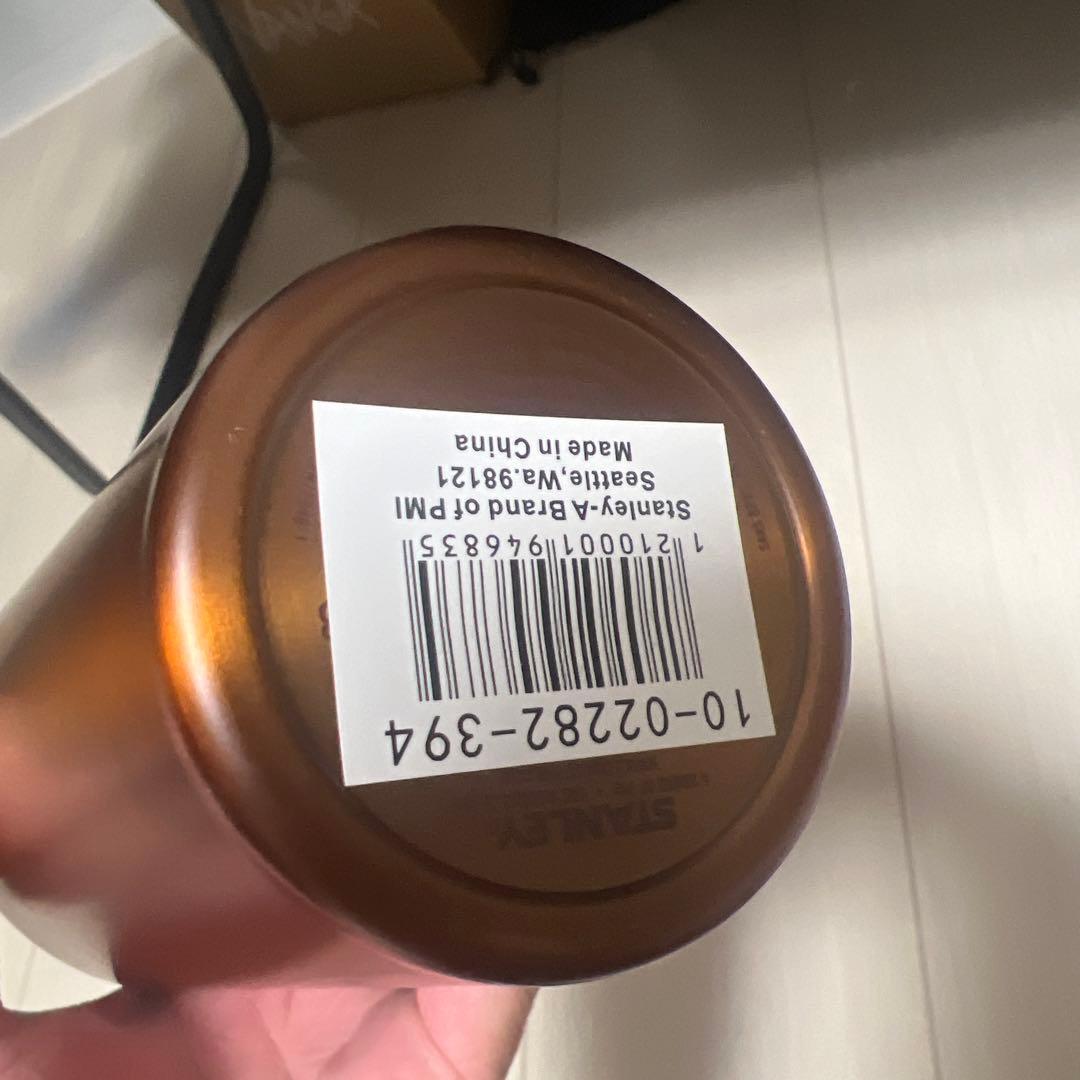 10-02282-394
1 210001 946835
Stanley-A Brand of PMI
Seattle,Wa.98121
Made in China
STANLEY